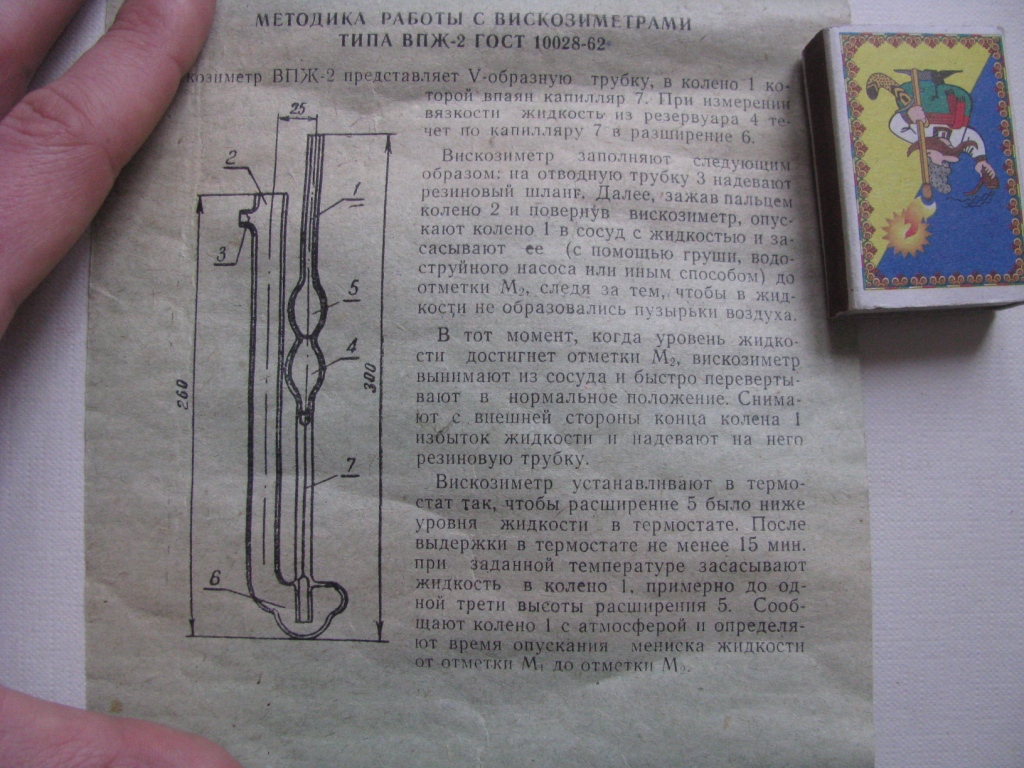 МЕТОДИКА РАБОТЫ С ВИСКОЗИМЕТРАМИ
ТИПА ВПЖ-2 ГОСТ 10028-62
козиметр ВПЖ-2 представляет V-образную трубку, в колено 1 ко-
торой впаян капилляр 7. При измерении
вязкости жидкость из резервуара 4 те-
чет по капилляру 7 в расширение 6.
Вискозиметр заполняют следующим
образом: на отводную трубку 3 надевают
резиновый шланг. Далее, зажав пальцем
колено 2 и повернув вискозиметр, опус-
кают колено 1 в сосуд с жидкостью и за-
сасывают ее (с помощью груши, водо-
струйного насоса или иным способом) до
отметки М₂, следя за тем, чтобы в жид-
кости не образовались пузырьки воздуха.
В тот момент, когда уровень жидко-
сти достигнет отметки М₂, вискозиметр
вынимают из сосуда и быстро переверты-
вают в нормальное положение. Снима-
ют с внешней стороны конца колена 1
избыток жидкости и надевают на него
резиновую трубку.
Вискозиметр устанавливают в термо-
стат так, чтобы расширение 5 было ниже
уровня жидкости в термостате. После
выдержки в термостате не менее 15 мин.
при заданной температуре засасывают
жидкость в колено 1, примерно до од-
ной трети высоты расширения 5. Сооб-
щают колено 1 с атмосферой и определя-
ют время опускания мениска жидкости
от отметки М₁ до отметки М₂.
25
2
1
3
5
4
260
300
7
6